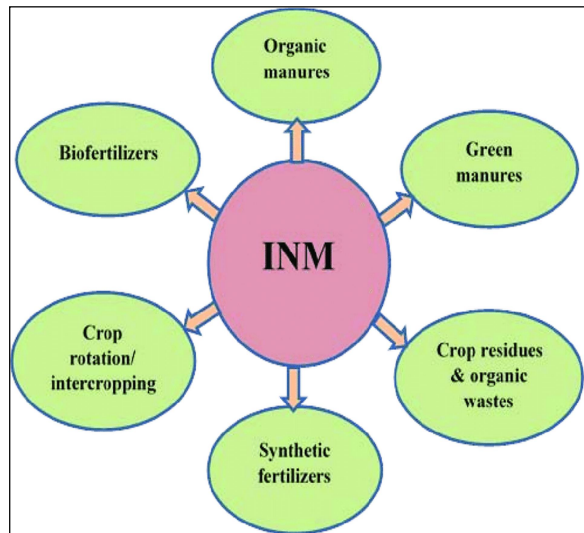 Organic
manures
Biofertilizers
Green
manures
INM
Crop
rotation/
intercropping
Crop residues
& organic
wastes
Synthetic
fertilizers